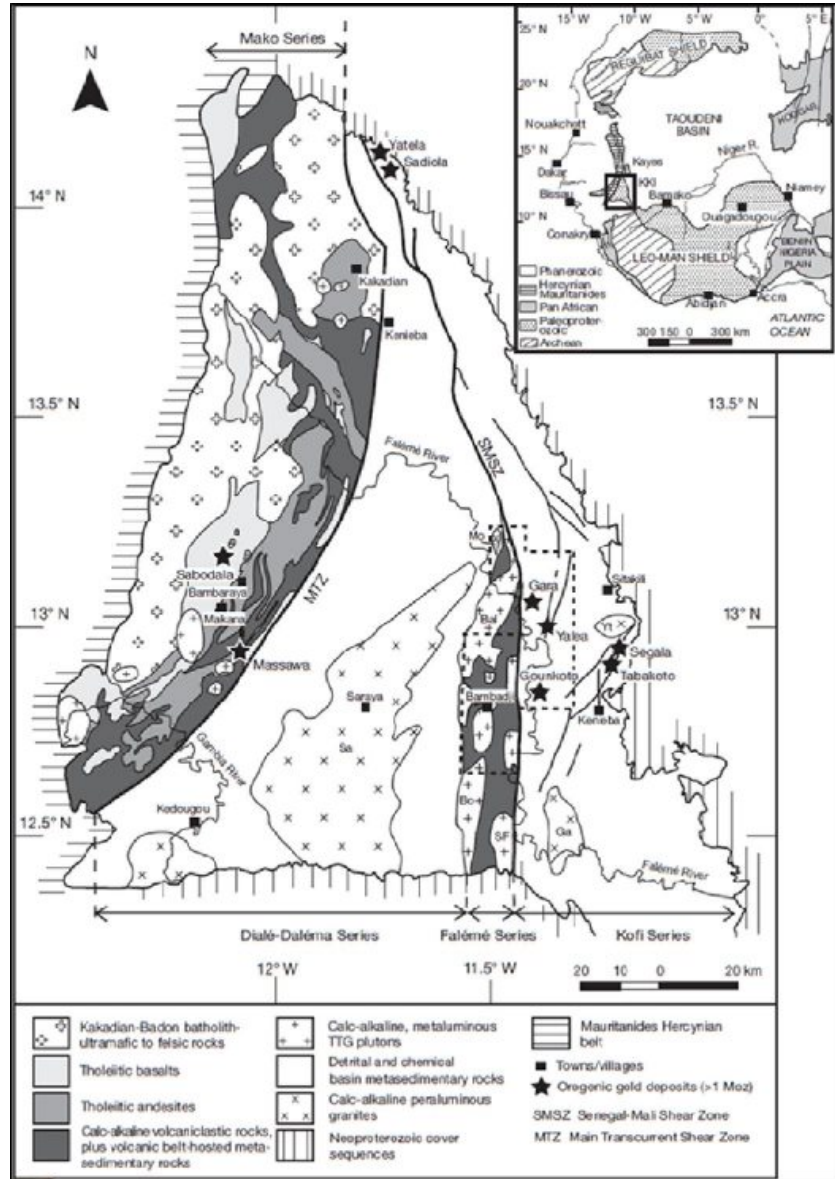 Mako Series
N
Yatela
Sadiola
14° N
Kakadian
Kenieba
13.5° N
13.5° N
Falémé River
SMSZ
Mo
Sabodala
Bambaraya
Makana
MTZ
Massawa
13° N
13° N
Gara
Yalea
Sitakili
Yt
Segala
Tabakoto
Gounkoto
Kenieba
Bal
Bambadji
Saraya
Sa
Gambia River
Kedougou
12.5° N
Bo
SF
Ga
Falémé River
Dialé-Daléma Series
Falémé Series
Kofi Series
12° W
11.5° W
20 10 0 20 km
15° W 10° W 5° W 0° 5° E
25° N
20° N
15° N
10° N
REGUIBAT SHIELD
TAOUDENI
BASIN
HOGGAR
Nouakchott
Kayes
Niger R.
Dakar
KKI
Bissau
Bamako
Niamey
Ouagadougou
Conakry
LEO-MAN SHIELD
BENIN
NIGERIA
PLAIN
Abidjan
Accra
ATLANTIC
OCEAN
Phanerozoic
Hercynian
Mauritanides
Pan African
Paleoproter-
ozoic
Archean
300 150 0 300 km
Kakadian-Badon batholith-
ultramafic to felsic rocks
Tholeiitic basalts
Tholeiitic andesites
Calc-alkaline volcaniclastic rocks,
plus volcanic belt-hosted meta-
sedimentary rocks
Calc-alkaline, metaluminous
TTG plutons
Detrital and chemical
basin metasedimentary rocks
Calc-alkaline peraluminous
granites
Neoproterozoic cover
sequences
Mauritanides Hercynian
belt
Towns/villages
Orogenic gold deposits (>1 Moz)
SMSZ Senegal-Mali Shear Zone
MTZ Main Transcurrent Shear Zone